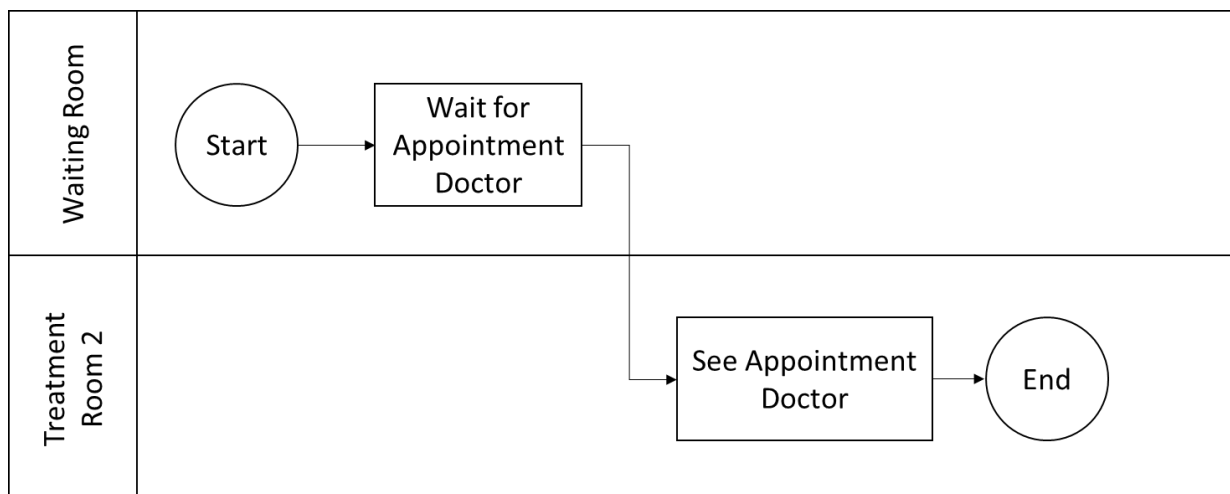 Waiting Room
Start
Wait for
Appointment
Doctor
Treatment
Room 2
See Appointment
Doctor
End